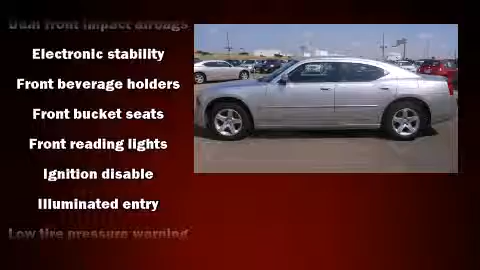 Dual front impact airbags
Electronic stability
Front beverage holders
Front bucket seats
Front reading lights
Ignition disable
Illuminated entry
Low tire pressure warning